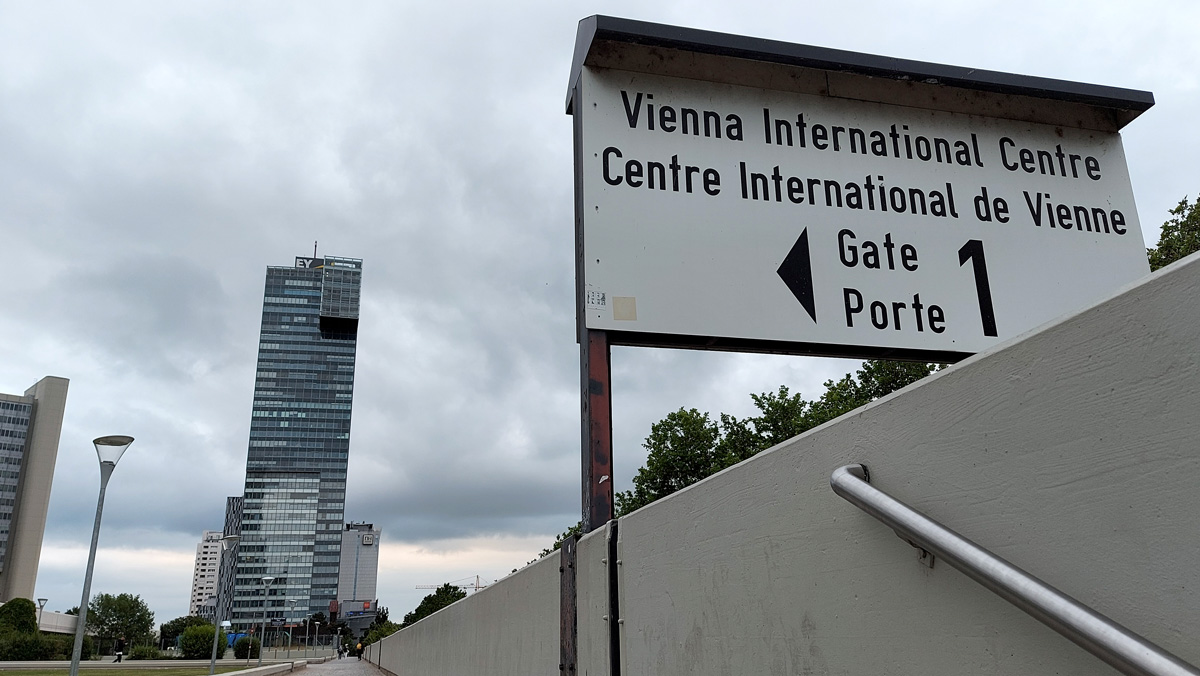 Vienna International Centre
Centre International de Vienne
Gate
Porte
1
EY